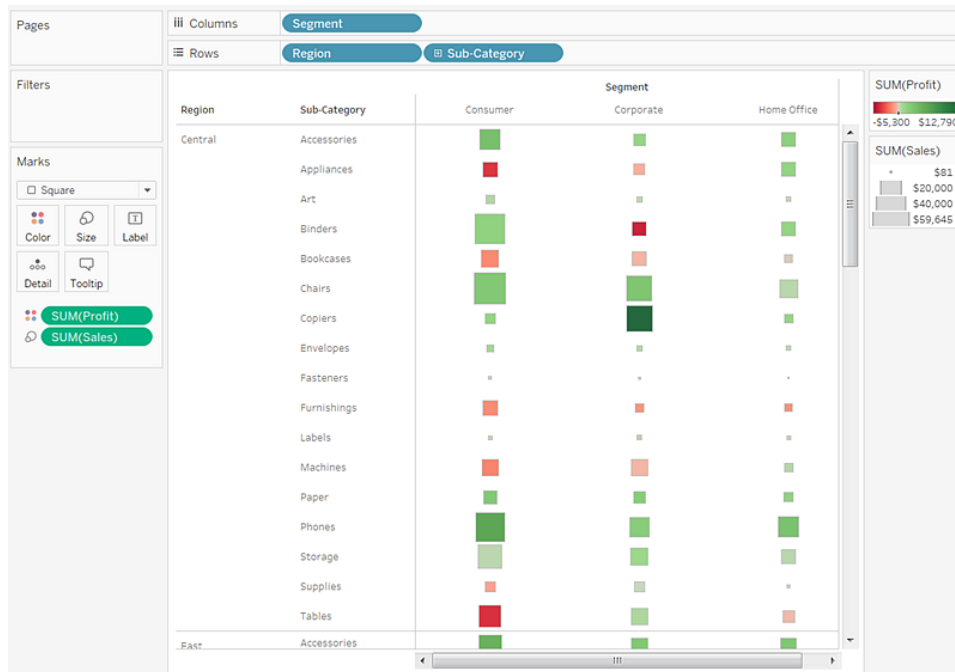 Pages
Columns
Segment
Rows
Region
Sub-Category
Filters
Marks
Square
Color
Size
Label
Detail
Tooltip
SUM(Profit)
SUM(Sales)
Segment
Region
Sub-Category
Consumer
Corporate
Home Office
Central
Accessories
Appliances
Art
Binders
Bookcases
Chairs
Copiers
Envelopes
Fasteners
Furnishings
Labels
Machines
Paper
Phones
Storage
Supplies
Tables
East
Accessories
SUM(Profit)
-$5,300 $12,790
SUM(Sales)
$81
$20,000
$40,000
$59,645